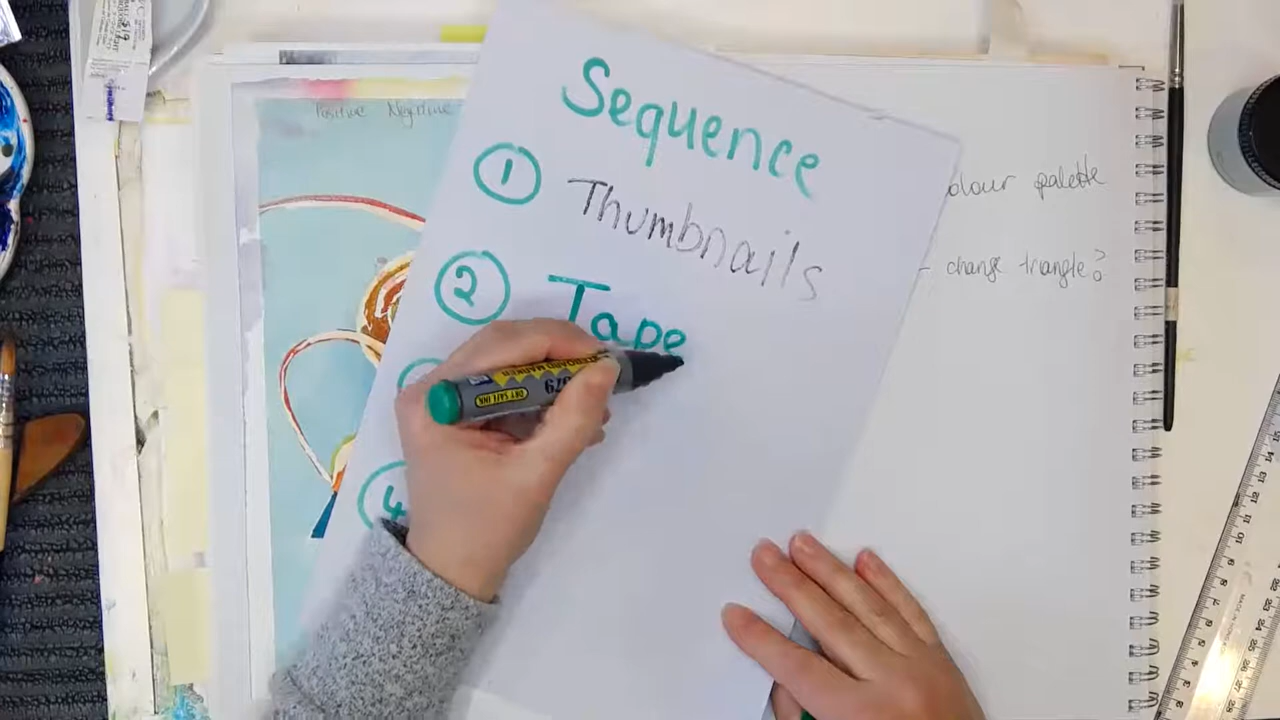 Sequence
1 Thumbnails
2 Tape
4
Positive Negative
colour palette
- change triangle?
DRY SAFE INK